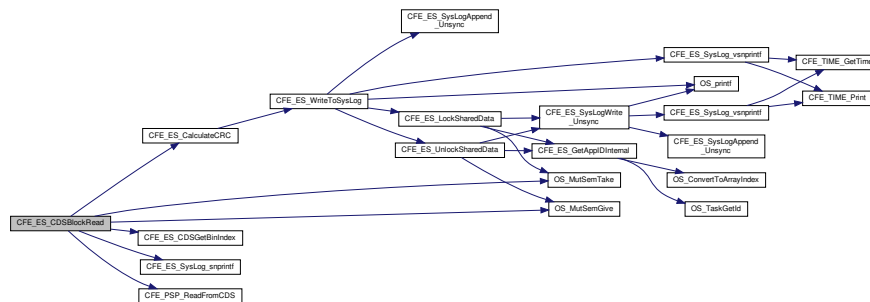 CFE_ES_SysLogAppend
_Unsync
CFE_ES_SysLog_vsnprintf
CFE_TIME_GetTime
OS_printf
CFE_ES_WriteToSysLog
CFE_TIME_Print
CFE_ES_LockSharedData
CFE_ES_SysLogWrite
_Unsync
CFE_ES_SysLog_vsnprintf
CFE_ES_CalculateCRC
CFE_ES_UnlockSharedData
CFE_ES_GetAppIDInternal
CFE_ES_SysLogAppend
_Unsync
OS_MutSemTake
OS_ConvertToArrayIndex
OS_MutSemGive
OS_TaskGetId
CFE_ES_CDSBlockRead
CFE_ES_CDSGetBinIndex
CFE_ES_SysLog_snprintf
CFE_PSP_ReadFromCDS